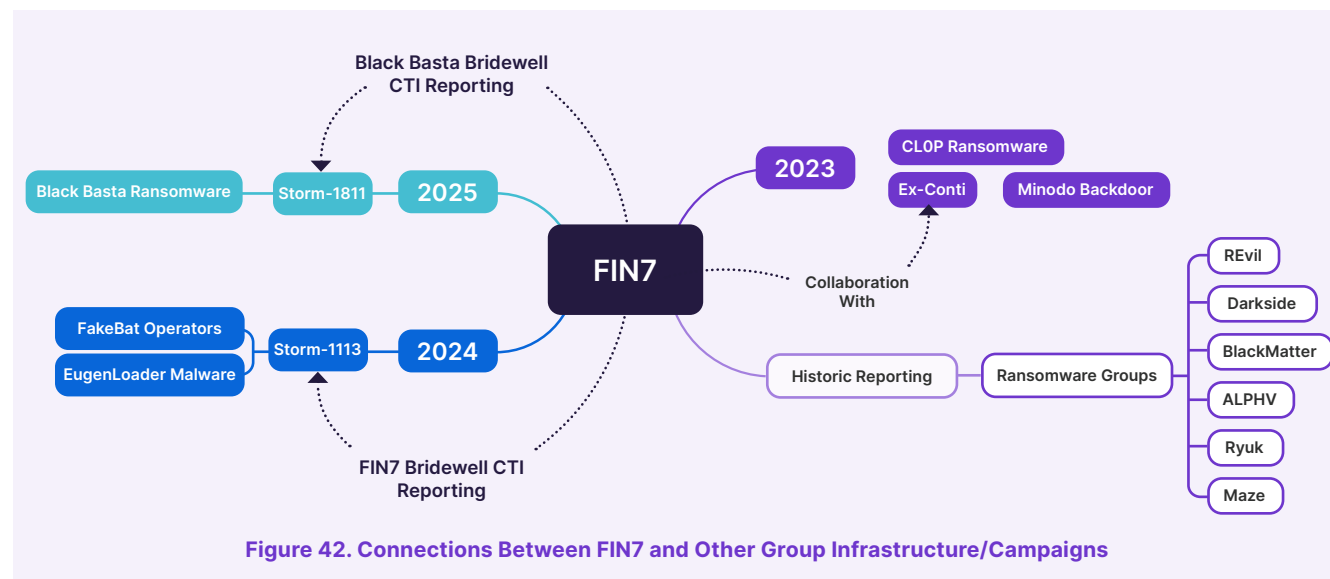 Black Basta Bridewell
CTI Reporting
Black Basta Ransomware
Storm-1811
2025
2023
CL0P Ransomware
Ex-Conti
Minodo Backdoor
FIN7
Collaboration
With
FakeBat Operators
EugenLoader Malware
Storm-1113
2024
Historic Reporting
Ransomware Groups
REvil
Darkside
BlackMatter
ALPHV
Ryuk
Maze
FIN7 Bridewell CTI
Reporting
Figure 42. Connections Between FIN7 and Other Group Infrastructure/Campaigns